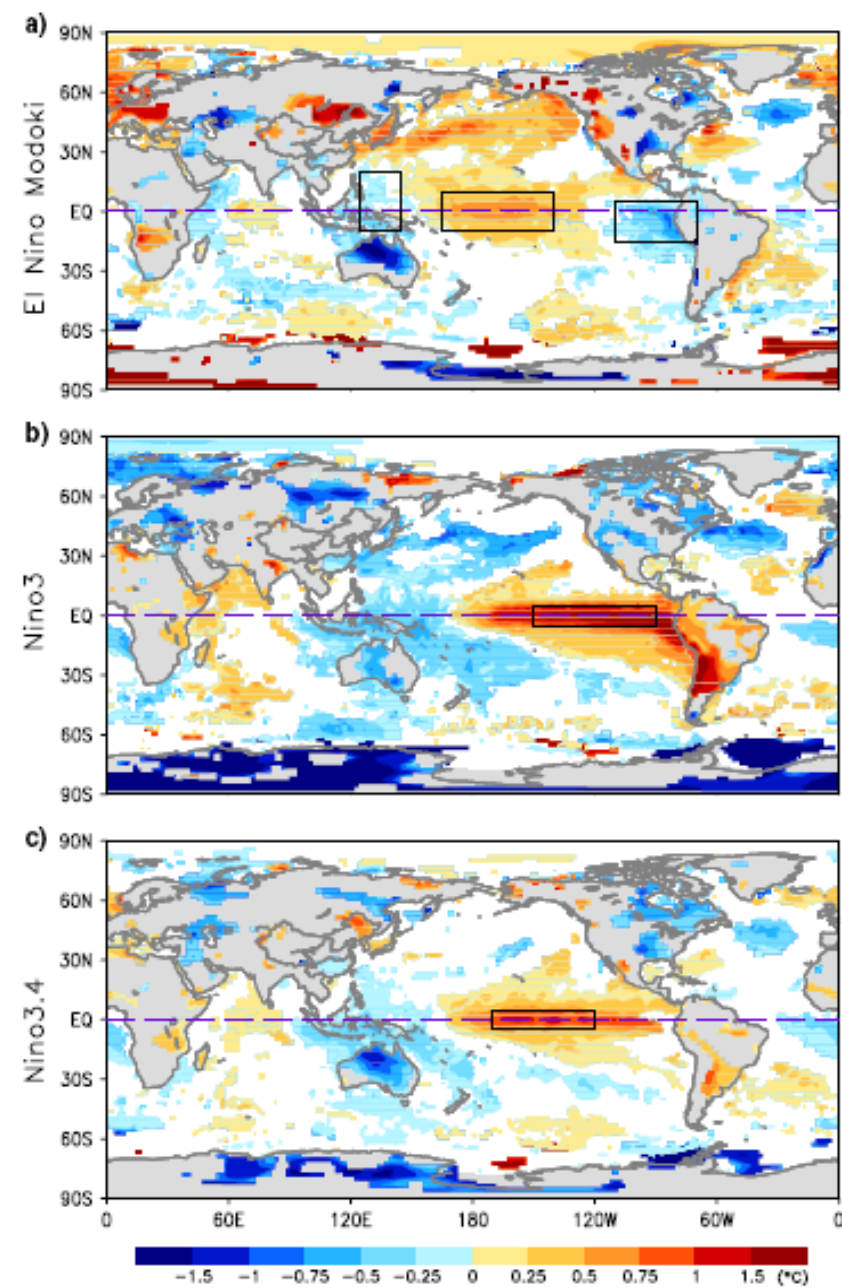 a)
El Nino Modoki
90N
60N
30N
EQ
30S
60S
90S
b)
Nino3
90N
60N
30N
EQ
30S
60S
90S
c)
Nino3.4
90N
60N
30N
EQ
30S
60S
90S
0 60E 120E 180 120W 60W 0
-1.5 -1 -0.75 -0.5 -0.25 0 0.25 0.5 0.75 1 1.5 (°C)